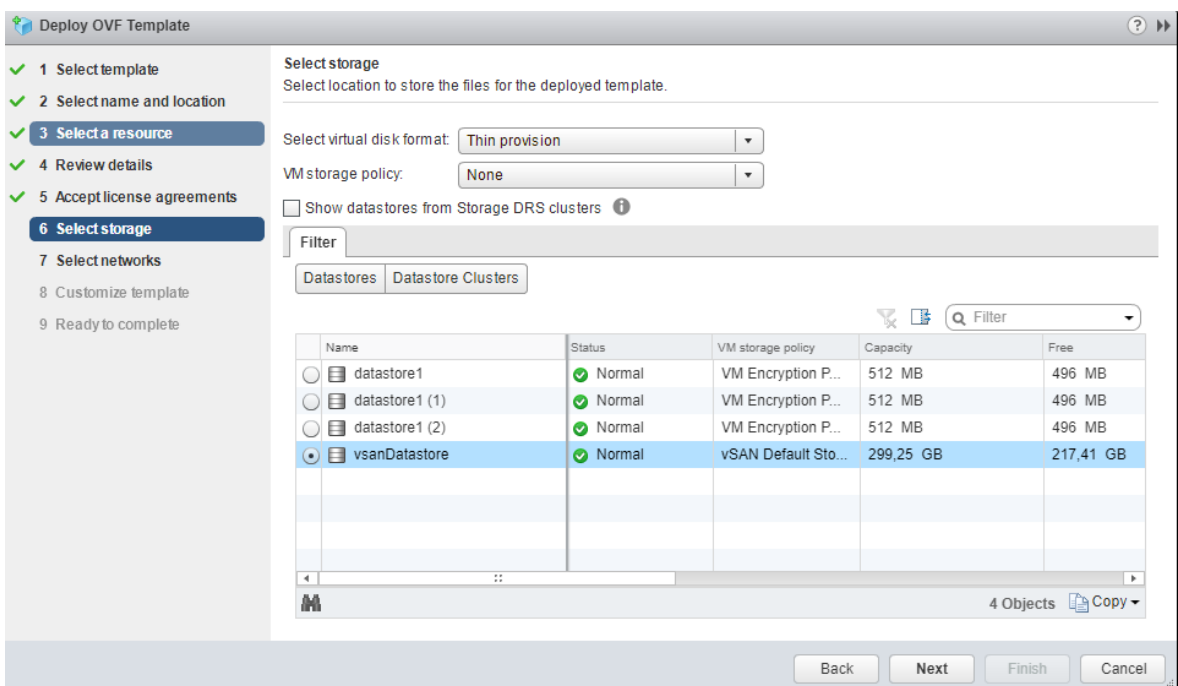 Deploy OVF Template
1 Select template
2 Select name and location
3 Select a resource
4 Review details
5 Accept license agreements
6 Select storage
7 Select networks
8 Customize template
9 Ready to complete
Select storage
Select location to store the files for the deployed template.
Select virtual disk format: Thin provision
VM storage policy: None
Show datastores from Storage DRS clusters
Filter
Datastores Datastore Clusters
Filter
Name Status VM storage policy Capacity Free
datastore1 Normal VM Encryption P... 512 MB 496 MB
datastore1 (1) Normal VM Encryption P... 512 MB 496 MB
datastore1 (2) Normal VM Encryption P... 512 MB 496 MB
vsanDatastore Normal vSAN Default Sto... 299,25 GB 217,41 GB
4 Objects Copy
Back Next Finish Cancel